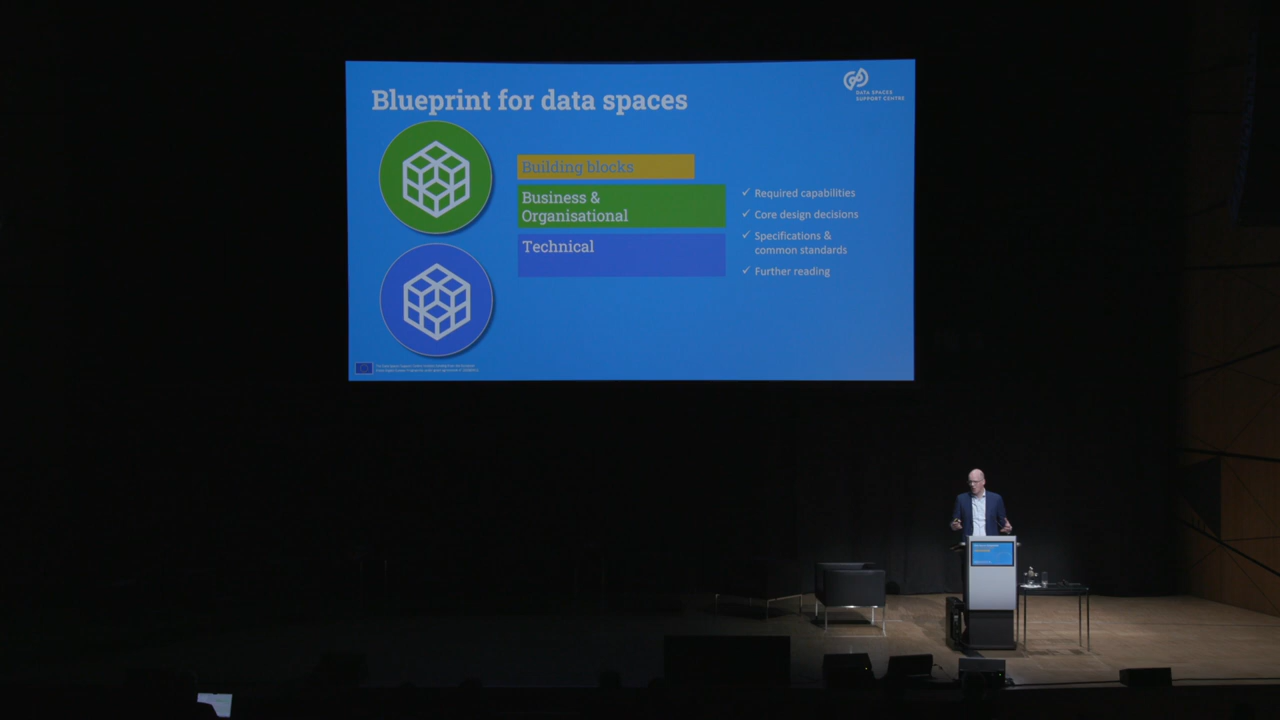 Blueprint for data spaces
DATA SPACES
SUPPORT CENTRE
Building blocks
Business &
Organisational
Technical
✓ Required capabilities
✓ Core design decisions
✓ Specifications &
common standards
✓ Further reading